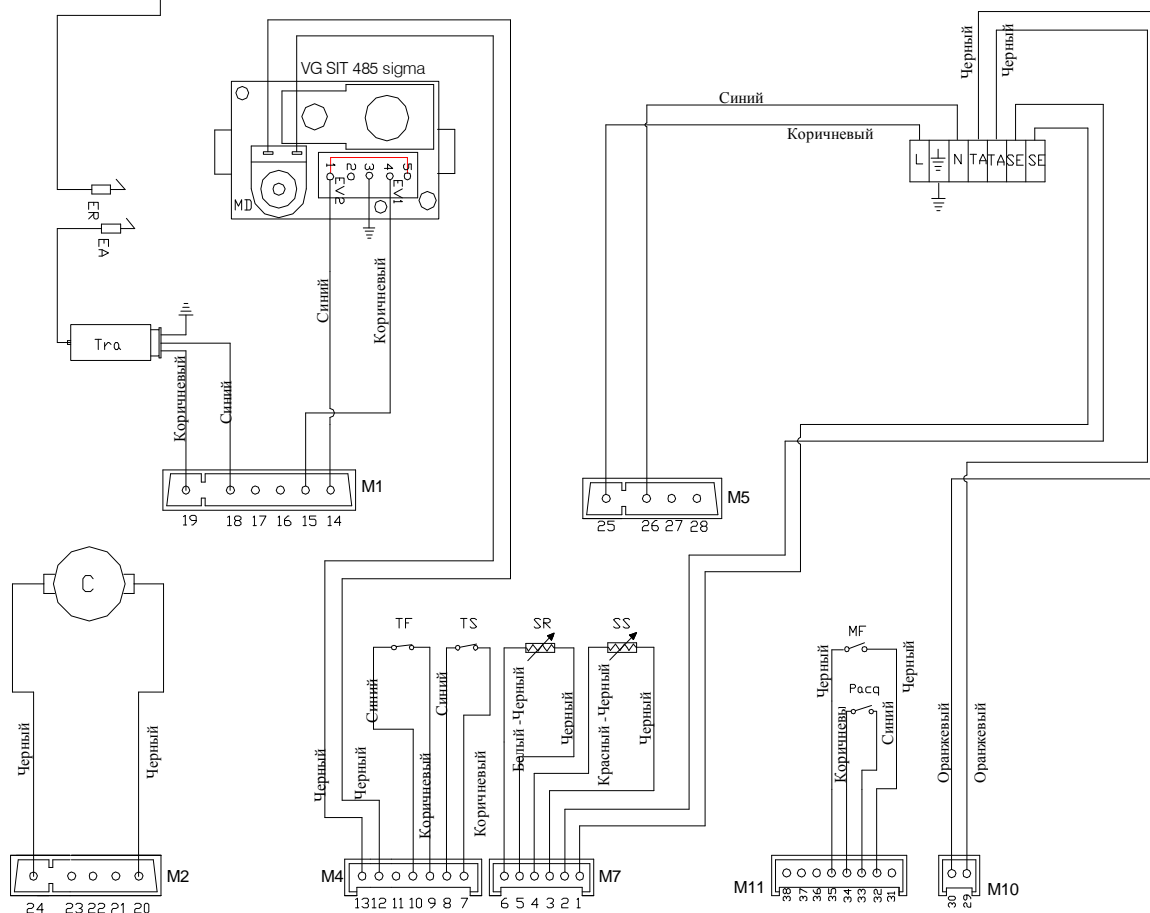 VG SIT 485 sigma
1 2 3 4 5
EV2
EV1
MD
ER
EA
Tra
Синий
Коричневый
Коричневый
Синий
M1
19 18 17 16 15 14
Черный
Черный
Синий
Коричневый
L N TA TA SE SE
M5
25 26 27 28
C
Черный
Черный
M2
24 23 22 21 20
TF TS SR SS
Синий
Синий
Белый -Черный
Черный
Красный -Черный
Черный
Черный
Черный
Коричневый
Коричневый
M4
13 12 11 10 9 8 7
M7
6 5 4 3 2 1
MF
Черный
Черный
Pacq
Коричневы
Синий
M11
38 37 36 35 34 33 32 31
Оранжевый
Оранжевый
M10
30 29